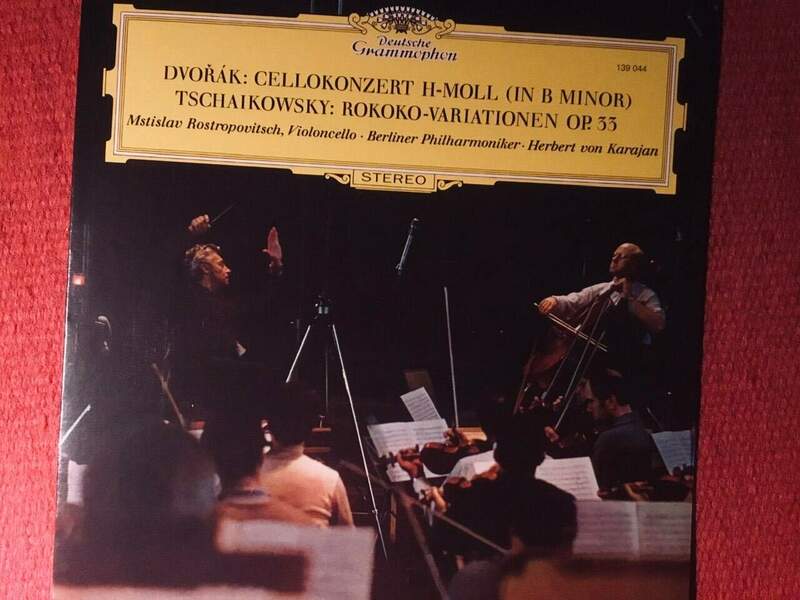 Deutsche
Grammophon
139 044
DVOŘÁK: CELLOKONZERT H-MOLL (IN B MINOR)
TSCHAIKOWSKY: ROKOKO-VARIATIONEN OP. 33
Mstislav Rostropovitsch, Violoncello · Berliner Philharmoniker · Herbert von Karajan
STEREO